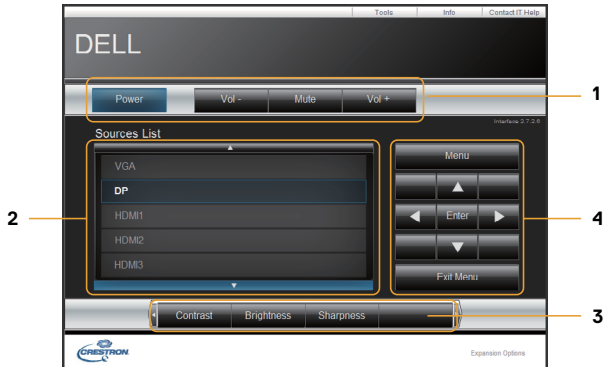 Tools Info Contact IT Help
DELL
Power Vol - Mute Vol +
1
Interface 2.7.2.6
Sources List
VGA
DP
HDMI1
HDMI2
HDMI3
Menu
Enter
Exit Menu
2
4
Contrast Brightness Sharpness
3
CRESTRON
Expansion Options